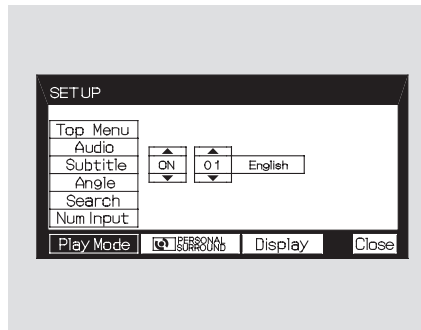 SETUP
Top Menu
Audio
Subtitle ON 01 English
Angle
Search
Num Input
Play Mode PERSONAL SURROUND Display Close